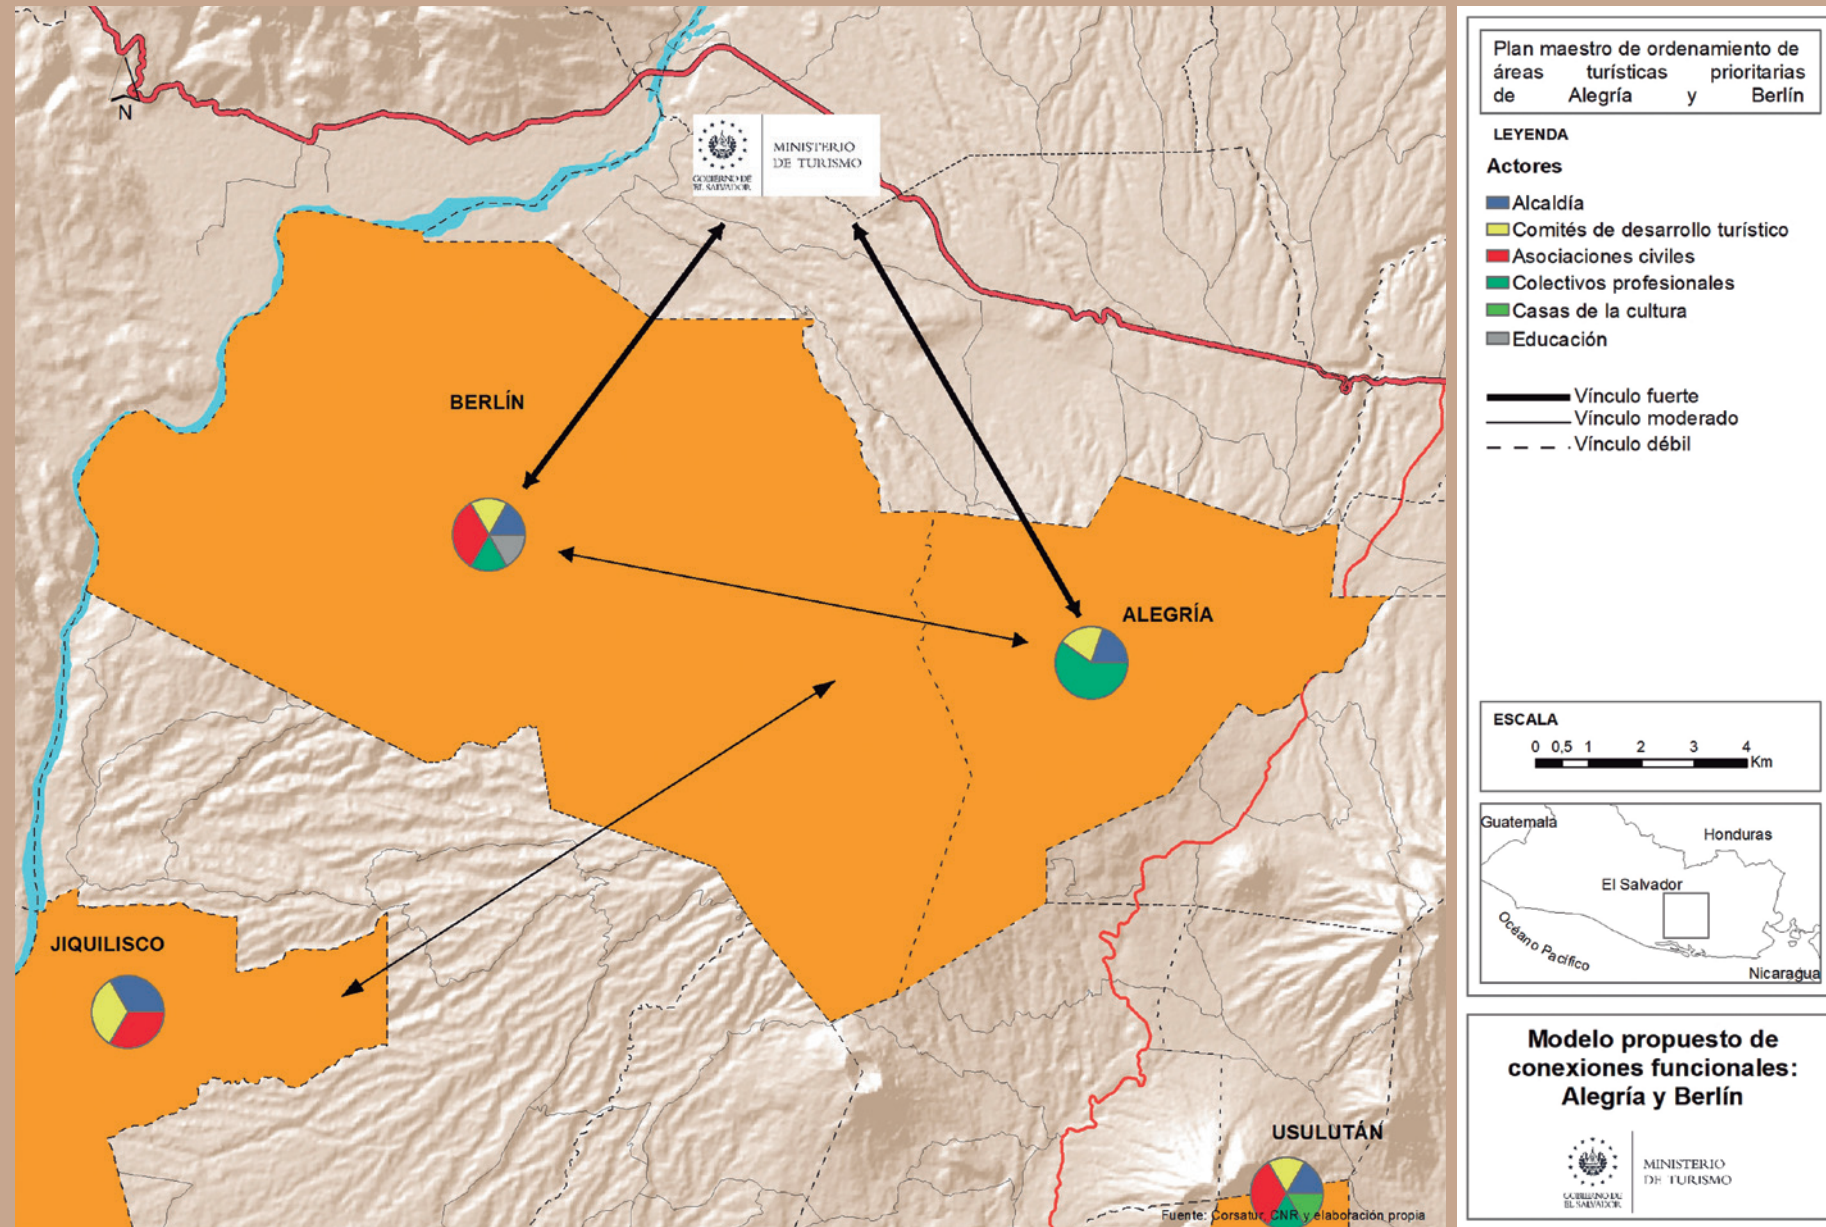 N
GOBIERNO DE
EL SALVADOR
MINISTERIO
DE TURISMO
BERLÍN
ALEGRÍA
JIQUILISCO
USULUTÁN
Fuente: Corsatur, CNR y elaboración propia
Plan maestro de ordenamiento de
áreas turísticas prioritarias
de Alegría y Berlín
LEYENDA
Actores
Alcaldía
Comités de desarrollo turístico
Asociaciones civiles
Colectivos profesionales
Casas de la cultura
Educación
Vínculo fuerte
Vínculo moderado
Vínculo débil
ESCALA
0 0,5 1 2 3 4
Km
Guatemala
Honduras
El Salvador
Océano Pacífico
Nicaragua
Modelo propuesto de
conexiones funcionales:
Alegría y Berlín
GOBIERNO DE
EL SALVADOR
MINISTERIO
DE TURISMO